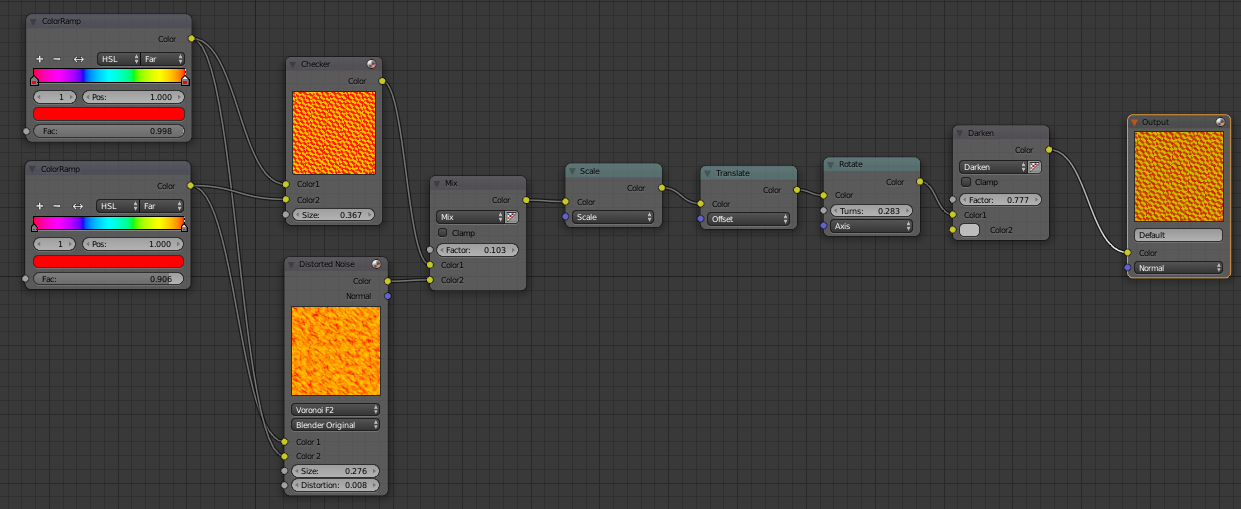 ColorRamp
Color
HSL Far
1 Pos: 1.000
Fac: 0.998
ColorRamp
Color
HSL Far
1 Pos: 1.000
Fac: 0.906
Checker
Color
Color1
Color2
Size: 0.367
Distorted Noise
Color
Normal
Voronoi F2
Blender Original
Color 1
Color 2
Size: 0.276
Distortion: 0.008
Mix
Color
Mix
Clamp
Factor: 0.103
Color1
Color2
Scale
Color
Color
Scale
Translate
Color
Color
Offset
Rotate
Color
Color
Turns: 0.283
Axis
Darken
Color
Darken
Clamp
Factor: 0.777
Color1
Color2
Output
Default
Color
Normal